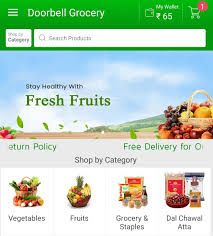 Doorbell Grocery
My Wallet
₹ 65
1
Shop by
Category
Search Products
Stay Healthy With
Fresh Fruits
eturn Policy
Free Delivery for O
Shop by Category
Vegetables
Fruits
Grocery &
Staples
Dal Chawal
Atta